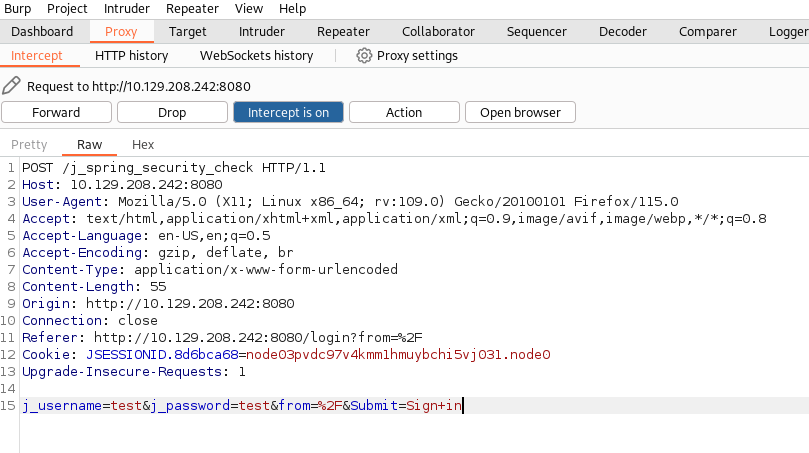 Burp Project Intruder Repeater View Help
Dashboard Proxy Target Intruder Repeater Collaborator Sequencer Decoder Comparer Logger
Intercept HTTP history WebSockets history Proxy settings
Request to http://10.129.208.242:8080
Forward Drop Intercept is on Action Open browser
Pretty Raw Hex
1 POST /j_spring_security_check HTTP/1.1
2 Host: 10.129.208.242:8080
3 User-Agent: Mozilla/5.0 (X11; Linux x86_64; rv:109.0) Gecko/20100101 Firefox/115.0
4 Accept: text/html,application/xhtml+xml,application/xml;q=0.9,image/avif,image/webp,*/*;q=0.8
5 Accept-Language: en-US,en;q=0.5
6 Accept-Encoding: gzip, deflate, br
7 Content-Type: application/x-www-form-urlencoded
8 Content-Length: 55
9 Origin: http://10.129.208.242:8080
10 Connection: close
11 Referer: http://10.129.208.242:8080/login?from=%2F
12 Cookie: JSESSIONID.8d6bca68=node03pvdc97v4kmm1hmuybchi5vj031.node0
13 Upgrade-Insecure-Requests: 1
14
15 j_username=test&j_password=test&from=%2F&Submit=Sign+in